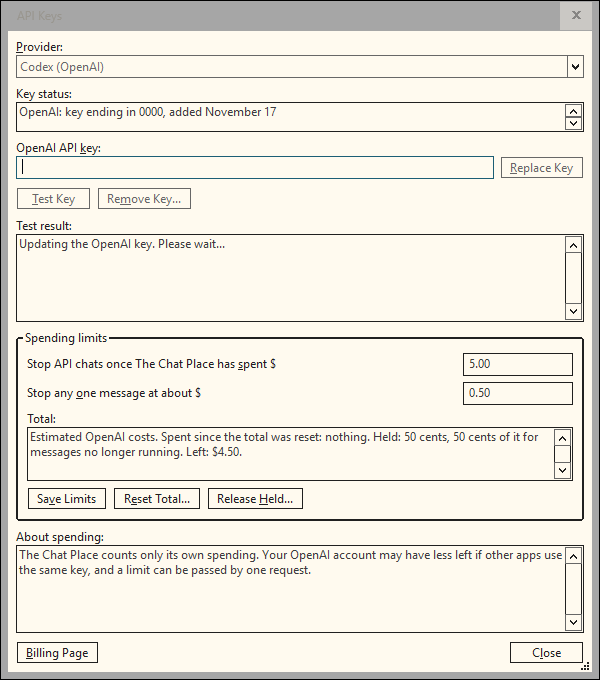 API Keys
Provider:
Codex (OpenAI)
Key status:
OpenAI: key ending in 0000, added November 17
OpenAI API key:
Replace Key
Test Key
Remove Key...
Test result:
Updating the OpenAI key. Please wait...
Spending limits
Stop API chats once The Chat Place has spent $
5.00
Stop any one message at about $
0.50
Total:
Estimated OpenAI costs. Spent since the total was reset: nothing. Held: 50 cents, 50 cents of it for
messages no longer running. Left: $4.50.
Save Limits
Reset Total...
Release Held...
About spending:
The Chat Place counts only its own spending. Your OpenAI account may have less left if other apps use
the same key, and a limit can be passed by one request.
Billing Page
Close